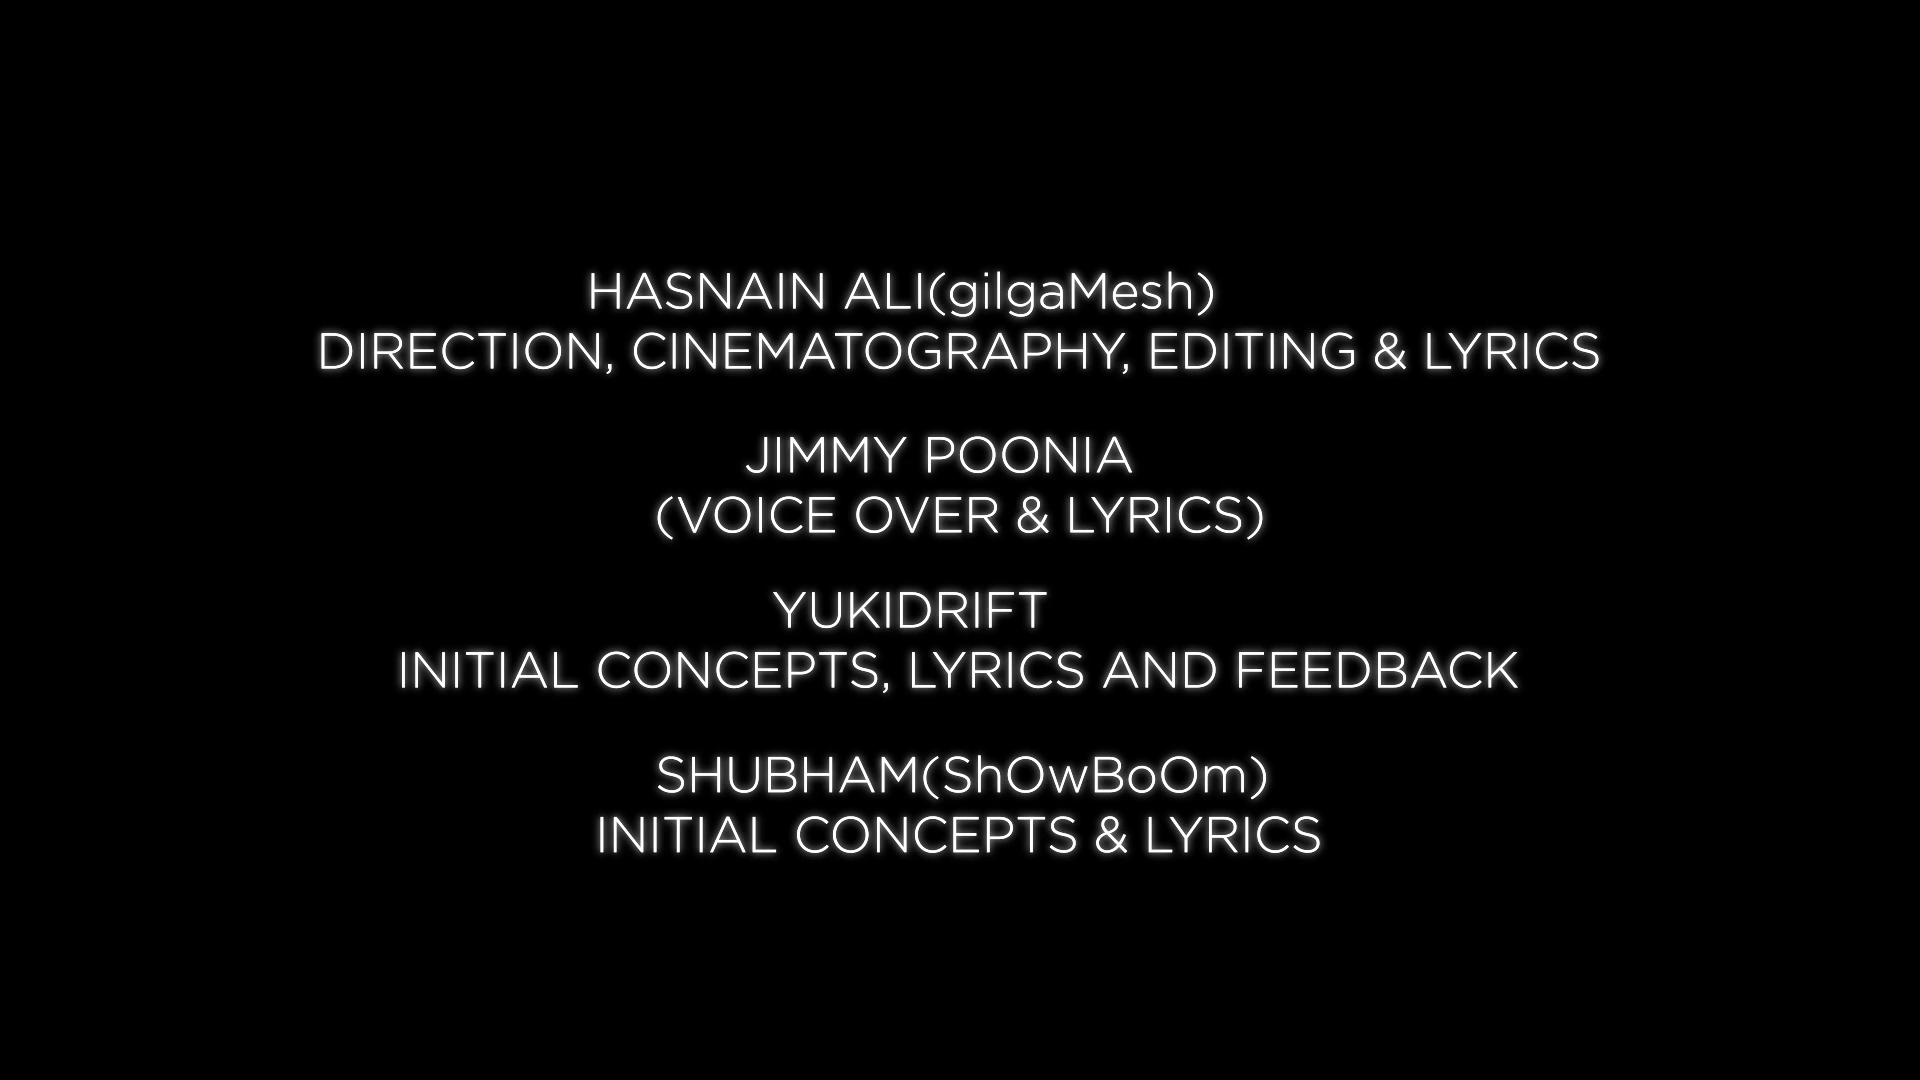 HASNAIN ALI(gilgaMesh)
DIRECTION, CINEMATOGRAPHY, EDITING & LYRICS
JIMMY POONIA
(VOICE OVER & LYRICS)
YUKIDRIFT
INITIAL CONCEPTS, LYRICS AND FEEDBACK
SHUBHAM(ShOwBoOm)
INITIAL CONCEPTS & LYRICS